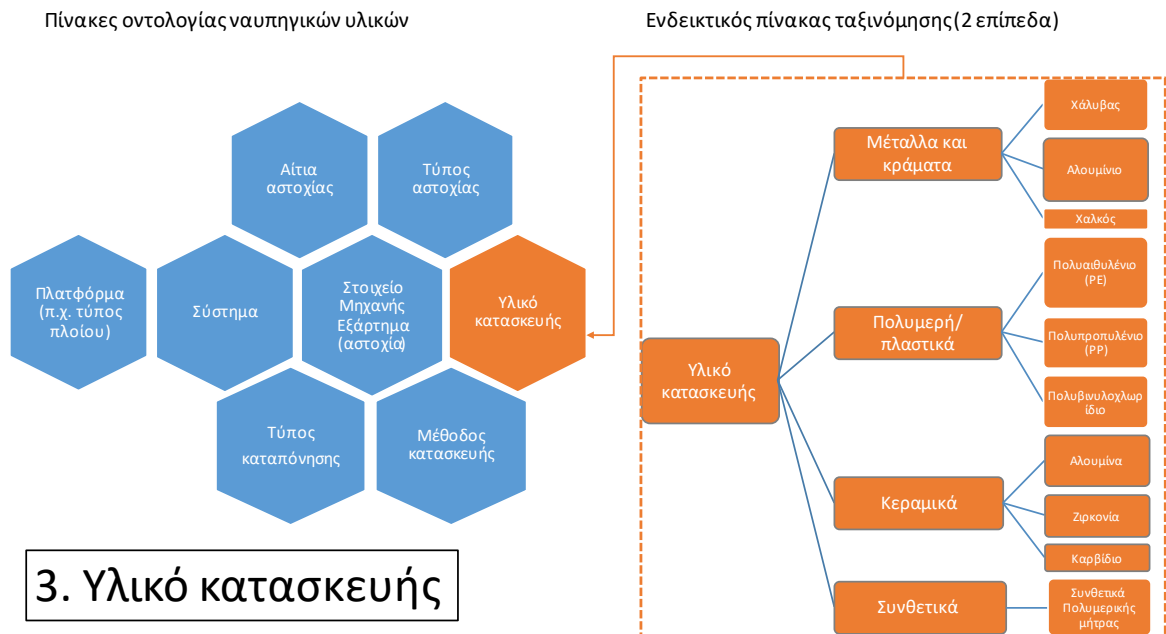 Πίνακες οντολογίας ναυπηγικών υλικών
Ενδεικτικός πίνακας ταξινόμησης (2 επίπεδα)
Αίτια
αστοχίας
Τύπος
αστοχίας
Πλατφόρμα
(π.χ. τύπος
πλοίου)
Σύστημα
Στοιχείο
Μηχανής
Εξάρτημα
(αστοχία)
Υλικό
κατασκευής
Τύπος
καταπόνησης
Μέθοδος
κατασκευής
3. Υλικό κατασκευής
Υλικό
κατασκευής
Μέταλλα και
κράματα
Χάλυβας
Αλουμίνιο
Χαλκός
Πολυμερή/
πλαστικά
Πολυαιθυλένιο
(PE)
Πολυπροπυλένιο
(PP)
Πολυβινυλοχλωρ
ίδιο
Κεραμικά
Αλουμίνα
Ζιρκονία
Καρβίδιο
Συνθετικά
Συνθετικά
Πολυμερικής
μήτρας